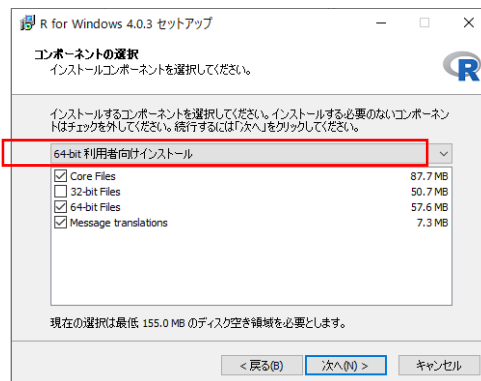 R for Windows 4.0.3 セットアップ
コンポーネントの選択
インストールコンポーネントを選択してください。
R
インストールするコンポーネントを選択してください。インストールする必要のないコンポーネン
トはチェックを外してください。続行するには「次へ」をクリックしてください。
64-bit 利用者向けインストール
Core Files 87.7 MB
32-bit Files 50.7 MB
64-bit Files 57.6 MB
Message translations 7.3 MB
現在の選択は最低 155.0 MB のディスク空き領域を必要とします。
< 戻る(B) 次へ(N) > キャンセル